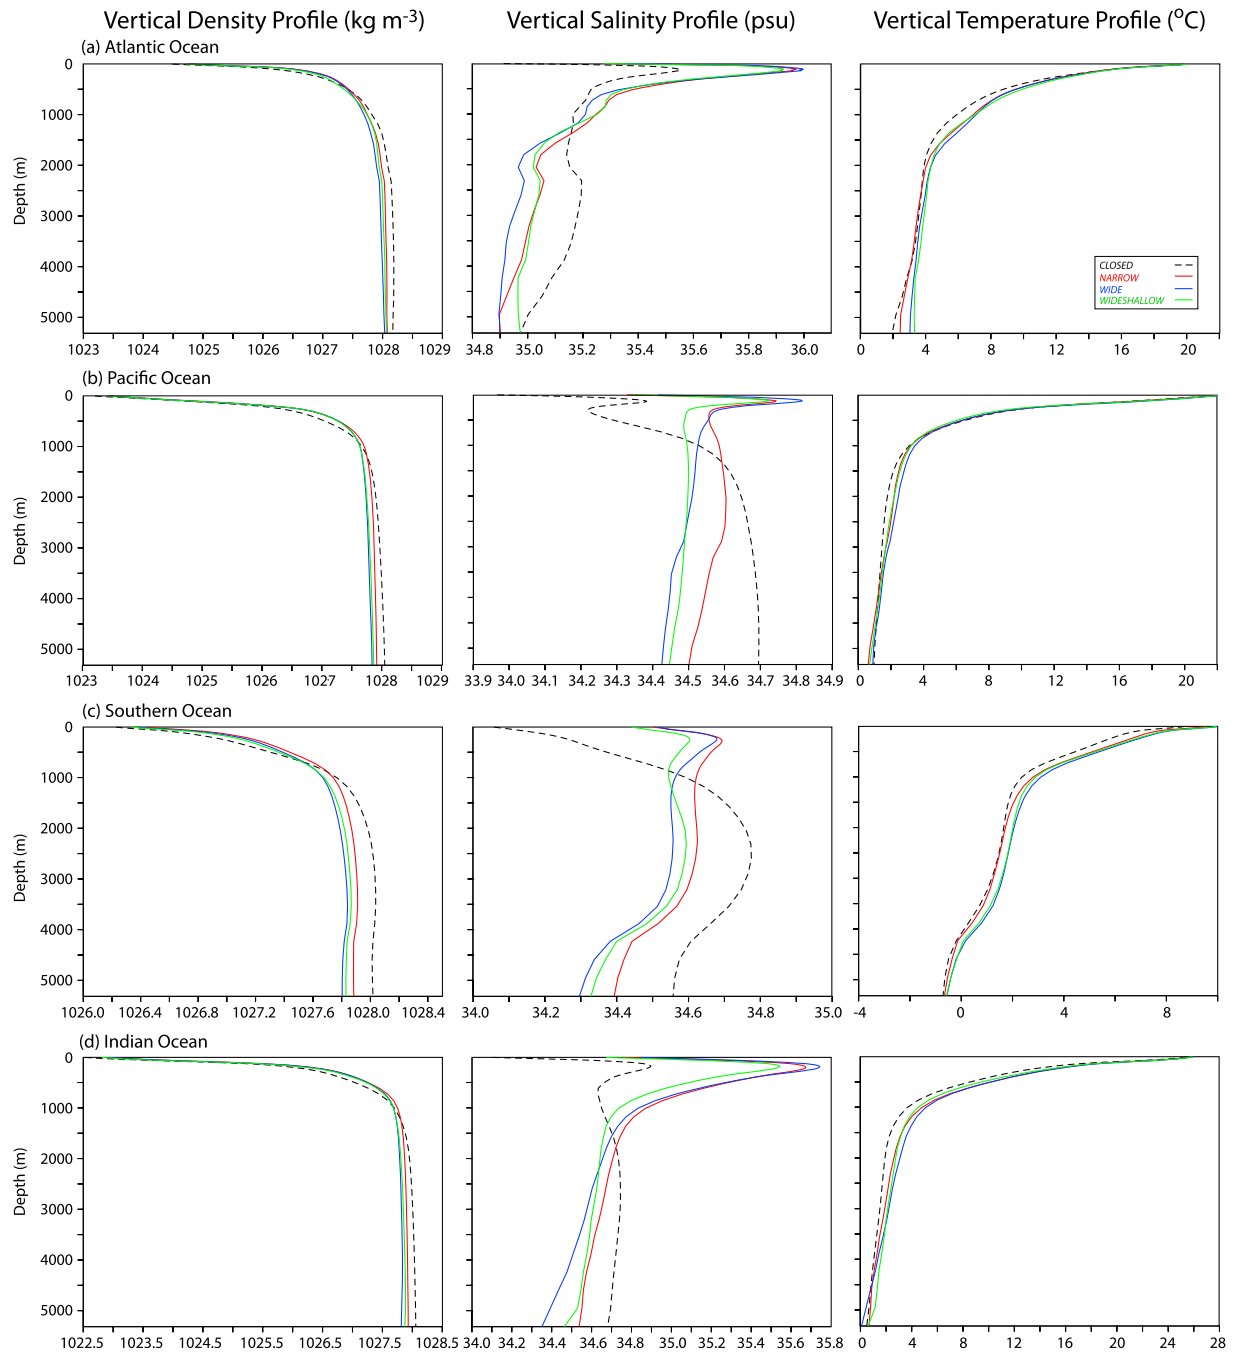 Vertical Density Profile (kg m-3) Vertical Salinity Profile (psu) Vertical Temperature Profile (oC)
(a) Atlantic Ocean
0
1000
2000
3000
4000
5000
Depth (m)
CLOSED
NARROW
WIDE
WIDESHALLOW
1023 1024 1025 1026 1027 1028 1029 34.8 35.0 35.2 35.4 35.6 35.8 36.0 0 4 8 12 16 20
(b) Pacific Ocean
0
1000
2000
3000
4000
5000
Depth (m)
1023 1024 1025 1026 1027 1028 1029 33.9 34.0 34.1 34.2 34.3 34.4 34.5 34.6 34.7 34.8 34.9 0 4 8 12 16 20
(c) Southern Ocean
0
1000
2000
3000
4000
5000
Depth (m)
1026.0 1026.4 1026.8 1027.2 1027.6 1028.0 1028.4 34.0 34.2 34.4 34.6 34.8 35.0 -4 0 4 8
(d) Indian Ocean
0
1000
2000
3000
4000
5000
Depth (m)
1022.5 1023.5 1024.5 1025.5 1026.5 1027.5 1028.5 34.0 34.2 34.4 34.6 34.8 35.0 35.2 35.4 35.6 35.8 0 4 8 12 16 20 24 28